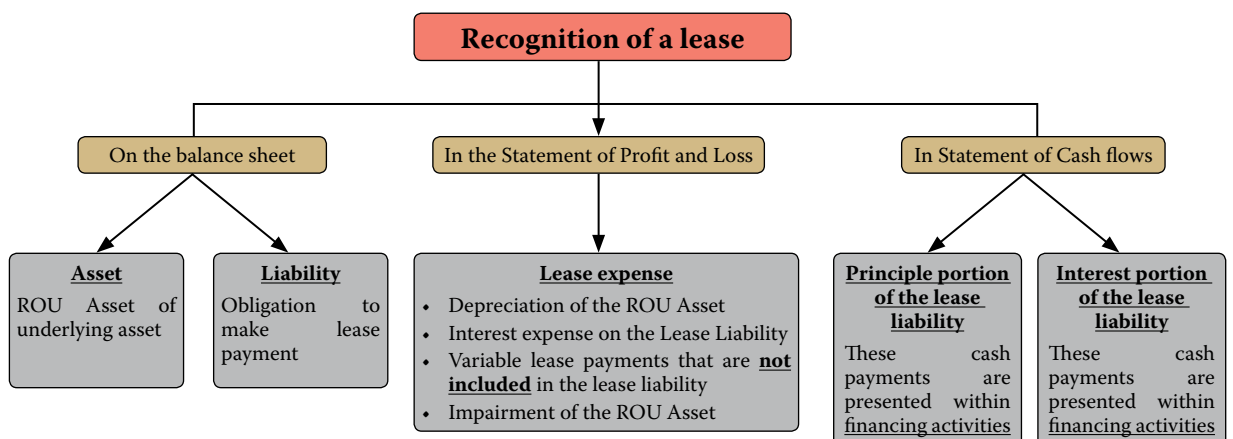 Recognition of a lease
On the balance sheet
In the Statement of Profit and Loss
In Statement of Cash flows
Asset
ROU Asset of
underlying asset
Liability
Obligation to
make lease
payment
Lease expense
• Depreciation of the ROU Asset
• Interest expense on the Lease Liability
• Variable lease payments that are not
included in the lease liability
• Impairment of the ROU Asset
Principle portion
of the lease
liability
These cash
payments are
presented within
financing activities
Interest portion
of the lease
liability
These cash
payments are
presented within
financing activities